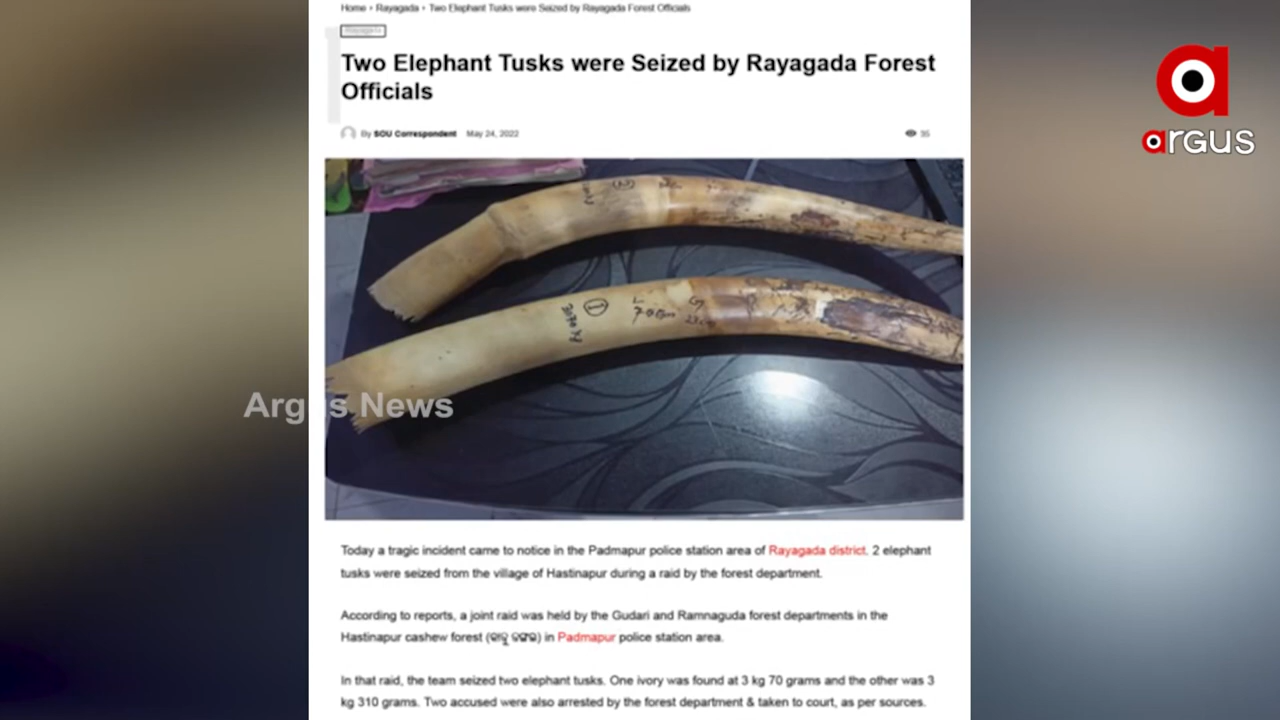 Home › Rayagada › Two Elephant Tusks were Seized by Rayagada Forest Officials
Rayagada
Two Elephant Tusks were Seized by Rayagada Forest
Officials
By SOU Correspondent May 24, 2022
35
argus
Argus News
Today a tragic incident came to notice in the Padmapur police station area of Rayagada district. 2 elephant
tusks were seized from the village of Hastinapur during a raid by the forest department.
According to reports, a joint raid was held by the Gudari and Ramnaguda forest departments in the
Hastinapur cashew forest (କାଜୁ ଜଙ୍ଗଲ) in Padmapur police station area.
In that raid, the team seized two elephant tusks. One ivory was found at 3 kg 70 grams and the other was 3
kg 310 grams. Two accused were also arrested by the forest department & taken to court, as per sources.